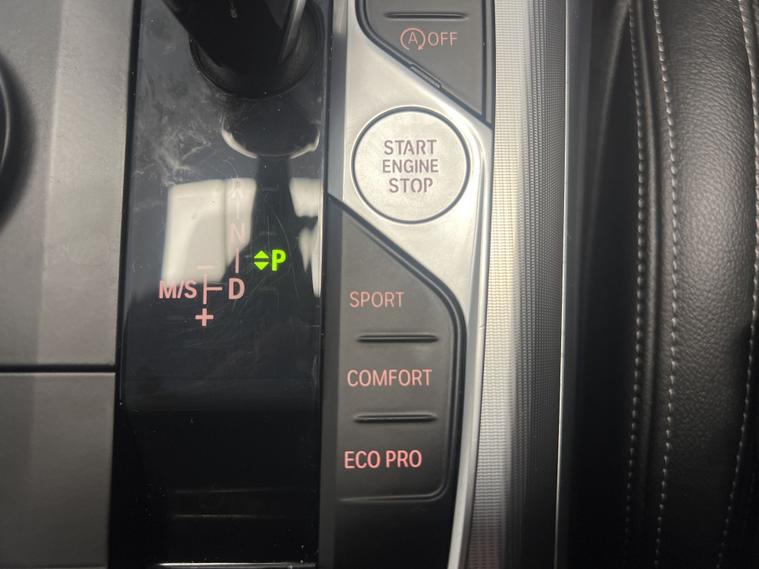 A OFF
START
ENGINE
STOP
R
N
P
M/S D
+
SPORT
COMFORT
ECO PRO